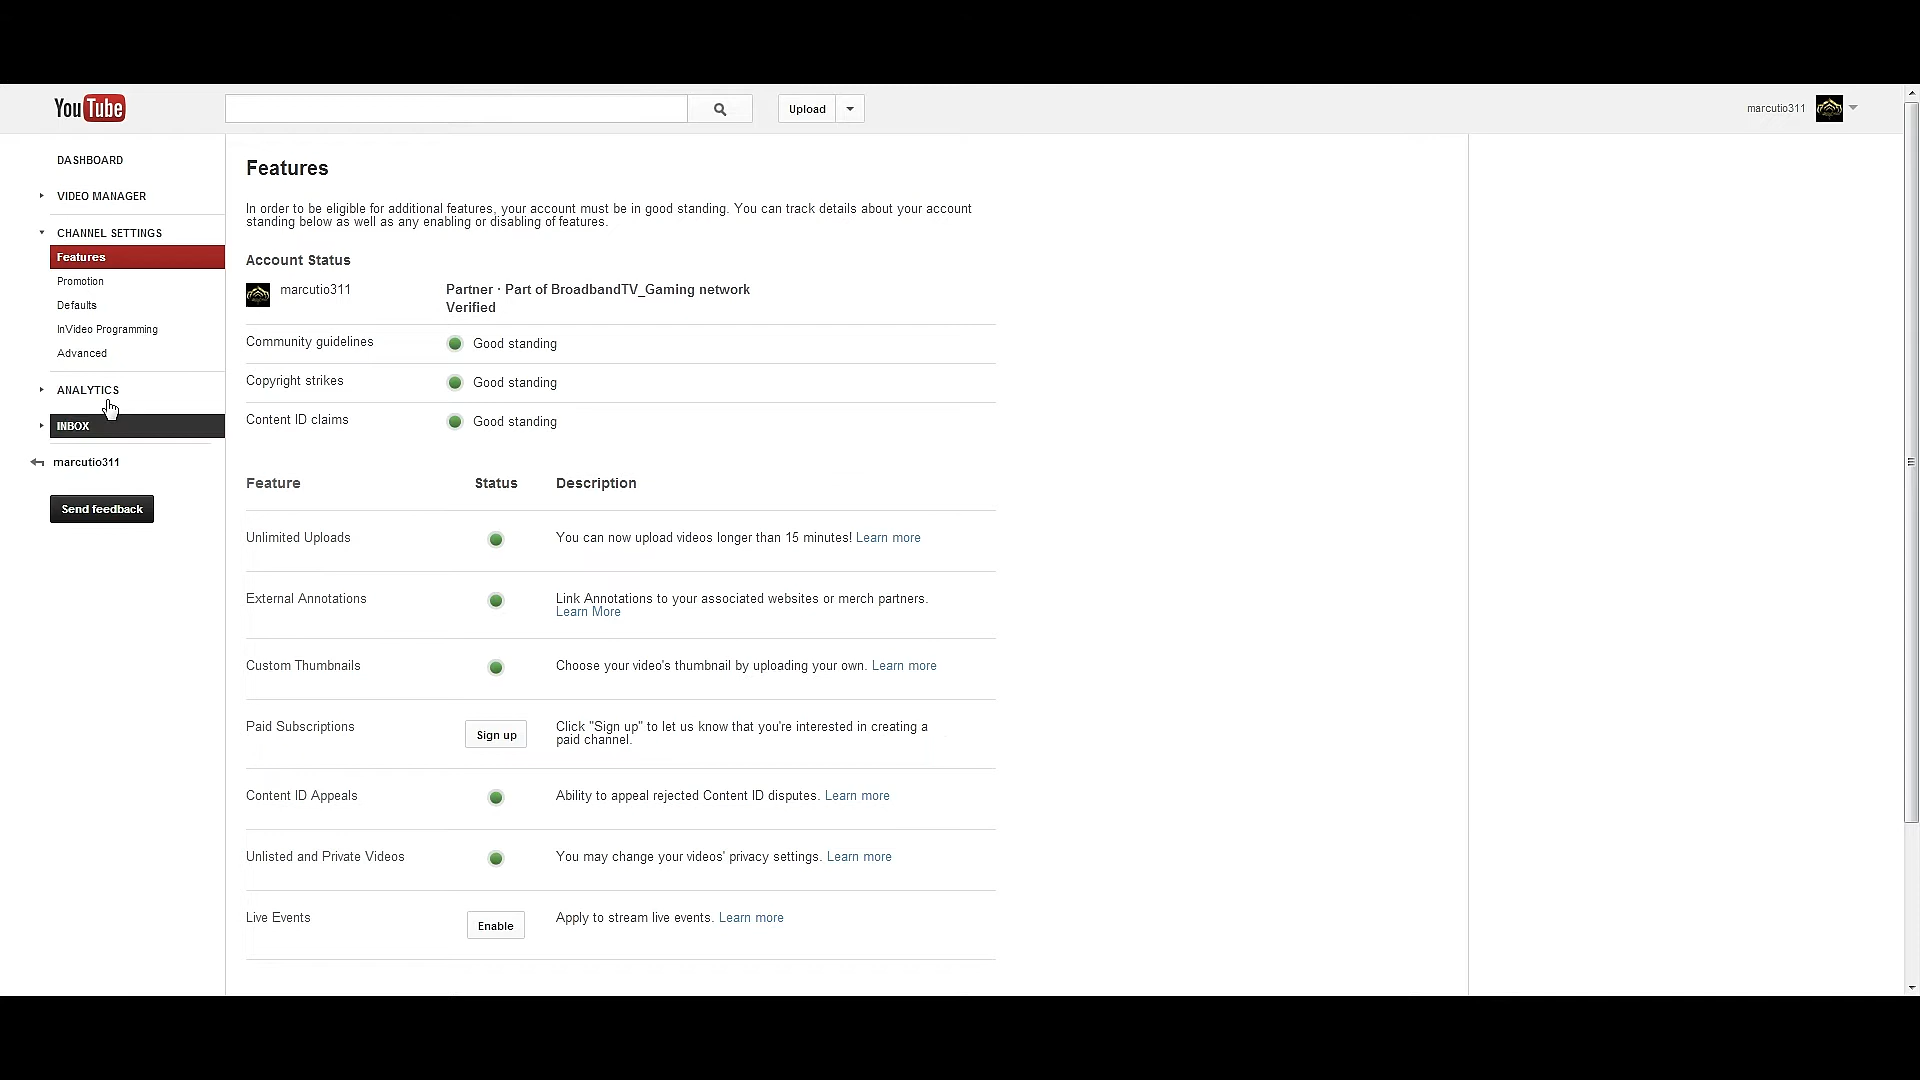 YouTube
Upload
marcutio311
DASHBOARD
VIDEO MANAGER
CHANNEL SETTINGS
Features
Promotion
Defaults
InVideo Programming
Advanced
ANALYTICS
INBOX
marcutio311
Send feedback
Features
In order to be eligible for additional features, your account must be in good standing. You can track details about your account
standing below as well as any enabling or disabling of features.
Account Status
marcutio311
Partner · Part of BroadbandTV_Gaming network
Verified
Community guidelines Good standing
Copyright strikes Good standing
Content ID claims Good standing
Feature Status Description
Unlimited Uploads You can now upload videos longer than 15 minutes! Learn more
External Annotations Link Annotations to your associated websites or merch partners.
Learn More
Custom Thumbnails Choose your video's thumbnail by uploading your own. Learn more
Paid Subscriptions Sign up Click "Sign up" to let us know that you're interested in creating a
paid channel.
Content ID Appeals Ability to appeal rejected Content ID disputes. Learn more
Unlisted and Private Videos You may change your videos' privacy settings. Learn more
Live Events Enable Apply to stream live events. Learn more